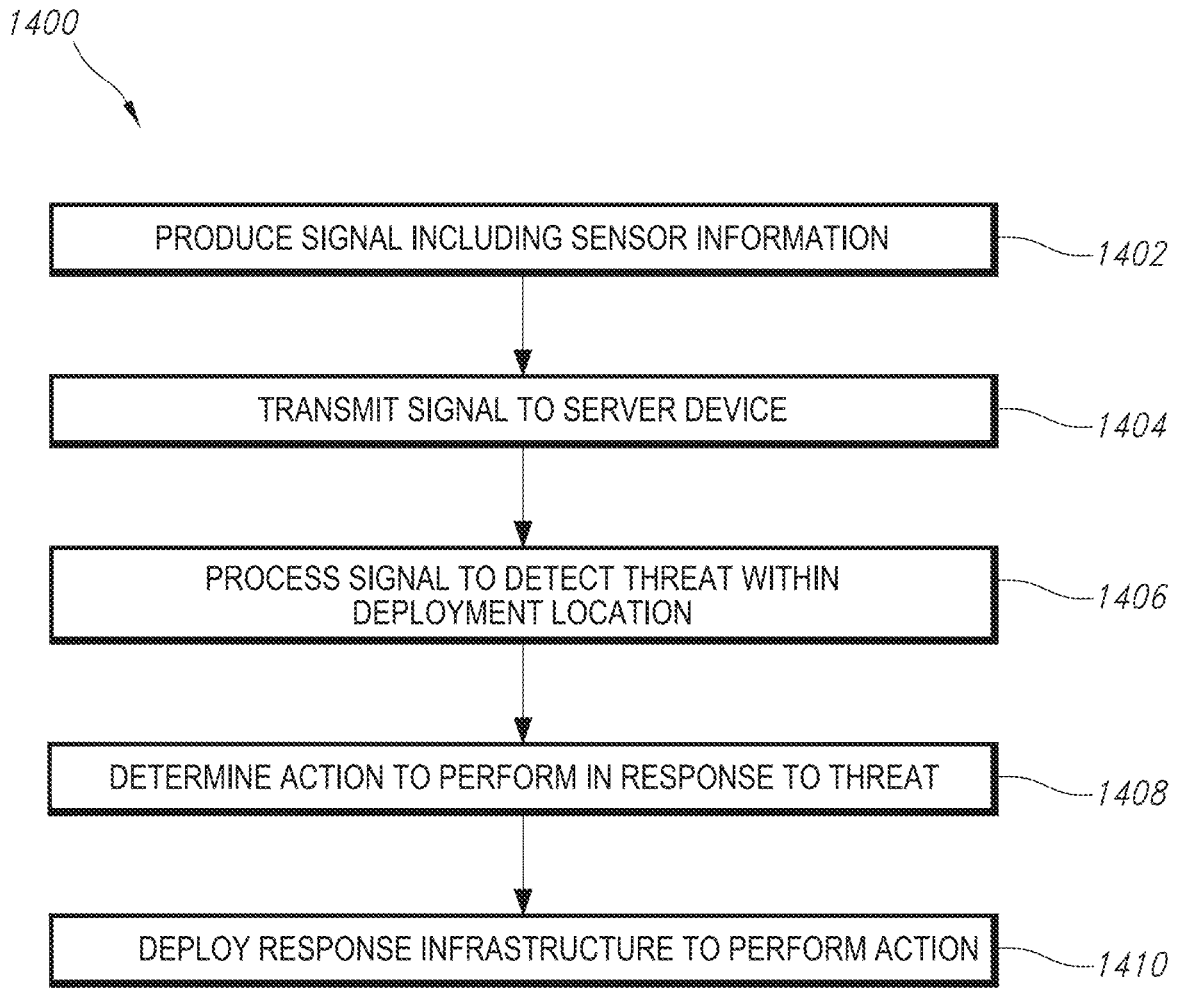 1400
PRODUCE SIGNAL INCLUDING SENSOR INFORMATION
1402
TRANSMIT SIGNAL TO SERVER DEVICE
1404
PROCESS SIGNAL TO DETECT THREAT WITHIN
DEPLOYMENT LOCATION
1406
DETERMINE ACTION TO PERFORM IN RESPONSE TO THREAT
1408
DEPLOY RESPONSE INFRASTRUCTURE TO PERFORM ACTION
1410